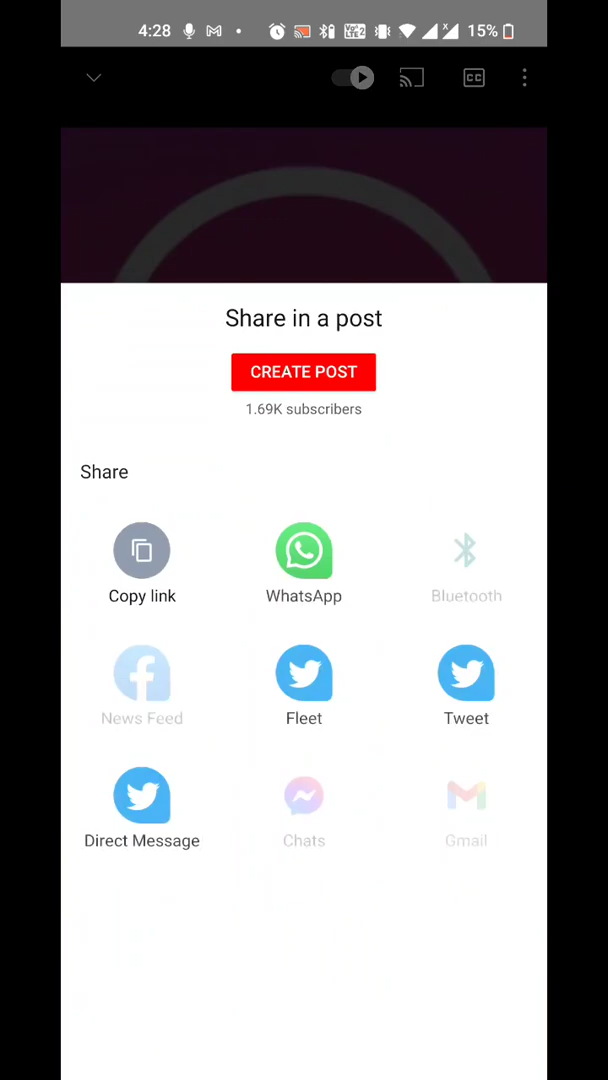 4:28
15%
CC
Share in a post
CREATE POST
1.69K subscribers
Share
Copy link
WhatsApp
Bluetooth
News Feed
Fleet
Tweet
Direct Message
Chats
Gmail